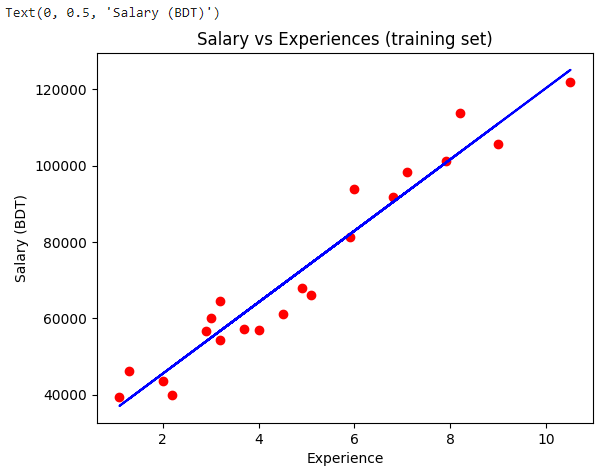 Text(0, 0.5, 'Salary (BDT)')
Salary vs Experiences (training set)
120000
100000
80000
60000
40000
Salary (BDT)
2 4 6 8 10
Experience